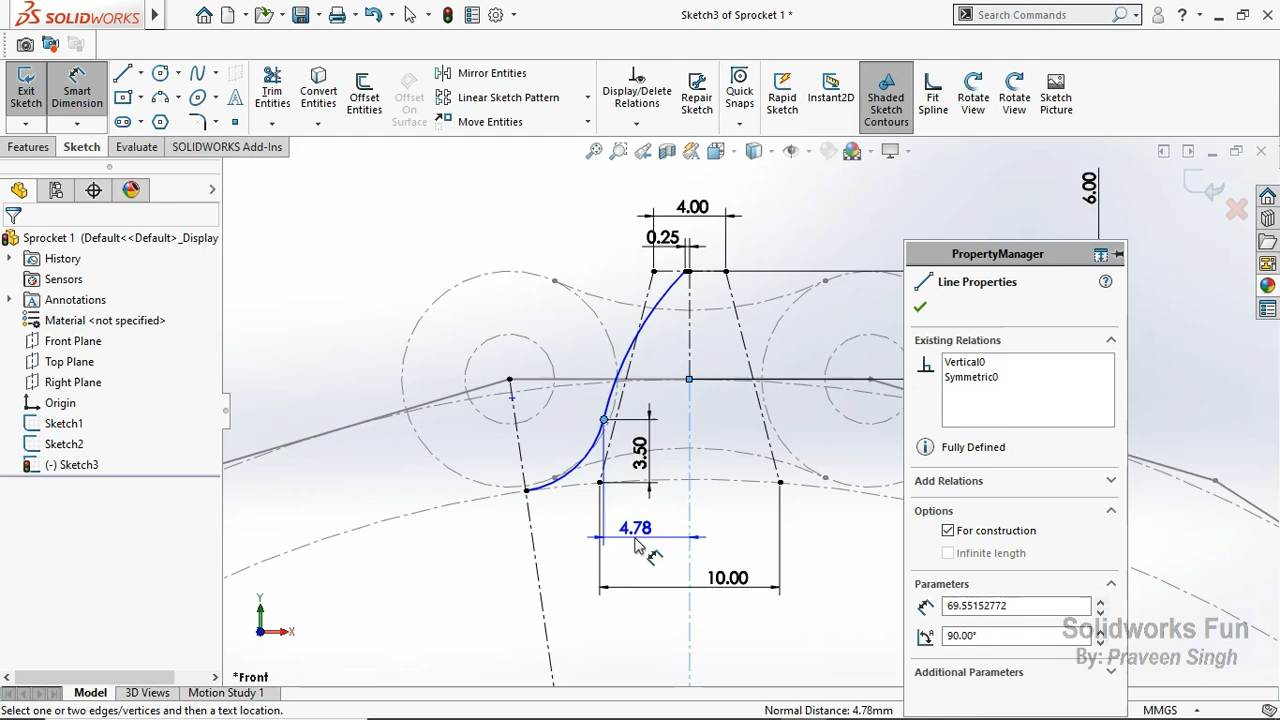 SOLIDWORKS
Sketch3 of Sprocket 1 *
Search Commands
?
Exit Sketch
Smart Dimension
Trim Entities
Convert Entities
Offset Entities
Offset On Surface
Mirror Entities
Linear Sketch Pattern
Move Entities
Display/Delete Relations
Repair Sketch
Quick Snaps
Rapid Sketch
Instant2D
Shaded Sketch Contours
Fit Spline
Rotate View
Rotate View
Sketch Picture
Features
Sketch
Evaluate
SOLIDWORKS Add-Ins
Sprocket 1 (Default<<Default>_Display
History
Sensors
Annotations
Material <not specified>
Front Plane
Top Plane
Right Plane
Origin
Sketch1
Sketch2
(-) Sketch3
4.00
0.25
6.00
3.50
4.78
10.00
Y
X
*Front
PropertyManager
Line Properties
Existing Relations
Vertical0
Symmetric0
Fully Defined
Add Relations
Options
For construction
Infinite length
Parameters
69.55152772
90.00°
Additional Parameters
Solidworks Fun
By: Praveen Singh
Model
3D Views
Motion Study 1
Select one or two edges/vertices and then a text location.
Normal Distance: 4.78mm
MMGS